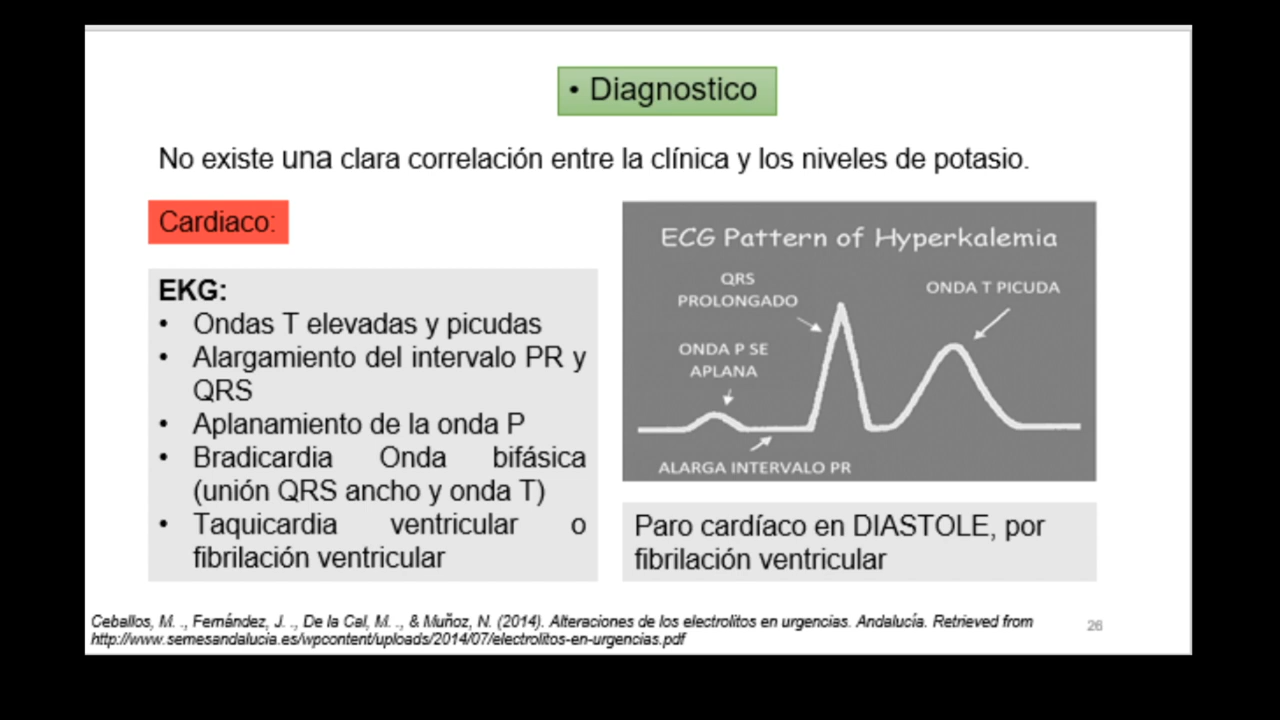 • Diagnostico
No existe una clara correlación entre la clínica y los niveles de potasio.
Cardiaco:
EKG:
• Ondas T elevadas y picudas
• Alargamiento del intervalo PR y
QRS
• Aplanamiento de la onda P
• Bradicardia Onda bifásica
(unión QRS ancho y onda T)
• Taquicardia ventricular o
fibrilación ventricular
ECG Pattern of Hyperkalemia
QRS
PROLONGADO
ONDA T PICUDA
ONDA P SE
APLANA
ALARGA INTERVALO PR
Paro cardíaco en DIASTOLE, por
fibrilación ventricular
Ceballos, M. ., Fernández, J. ., De la Cal, M. ., & Muñoz, N. (2014). Alteraciones de los electrolitos en urgencias. Andalucía. Retrieved from
http://www.semesandalucia.es/wpcontent/uploads/2014/07/electrolitos-en-urgencias.pdf
26